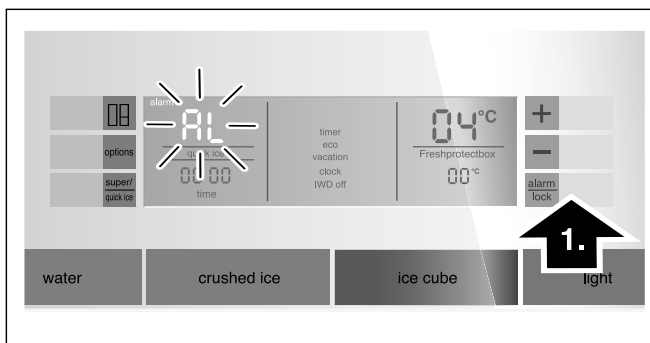 alarm
AL
quick ice
00 00
time
options
super/
quick ice
timer
eco
vacation
clock
IWD off
04°C
Freshprotectbox
00°C
+
−
alarm
lock
1.
water
crushed ice
ice cube
light